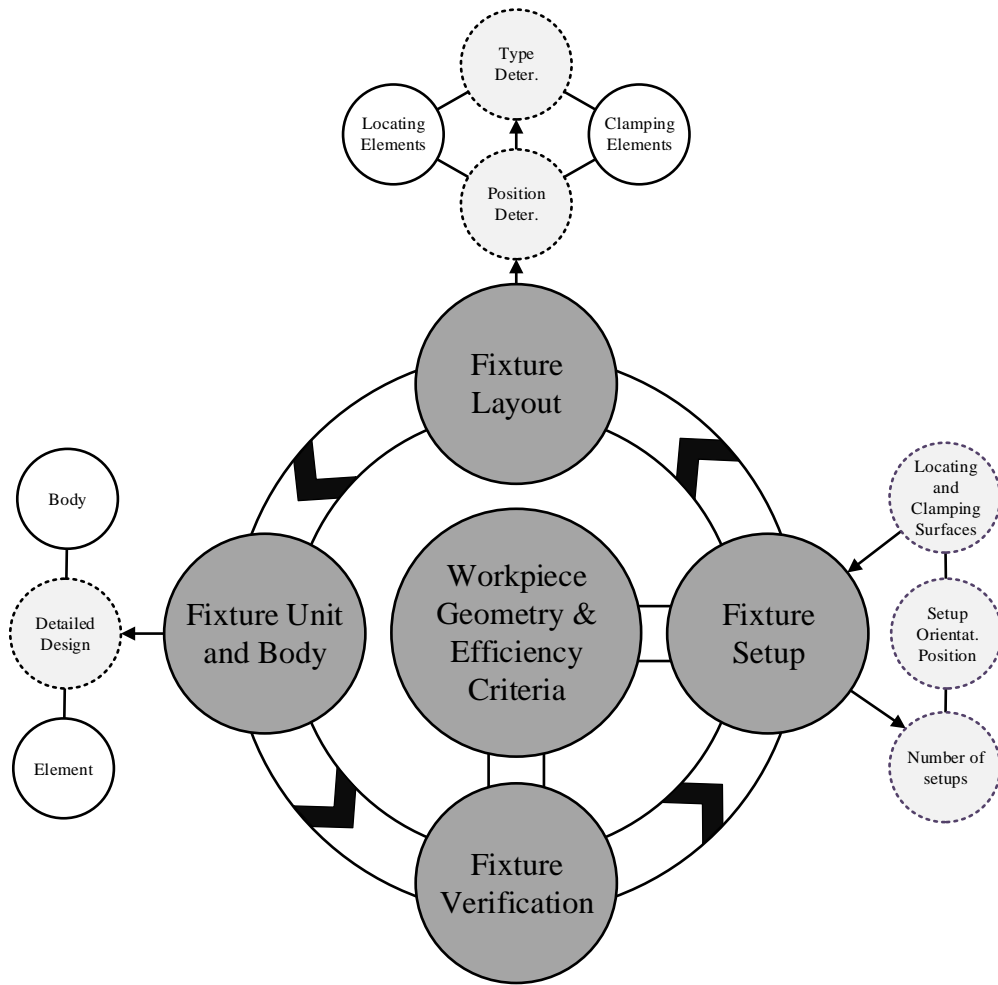 Type
Deter.
Locating
Elements
Clamping
Elements
Position
Deter.
Fixture
Layout
Body
Locating
and
Clamping
Surfaces
Detailed
Design
Fixture Unit
and Body
Workpiece
Geometry &
Efficiency
Criteria
Fixture
Setup
Setup
Orientat.
Position
Element
Number of
setups
Fixture
Verification